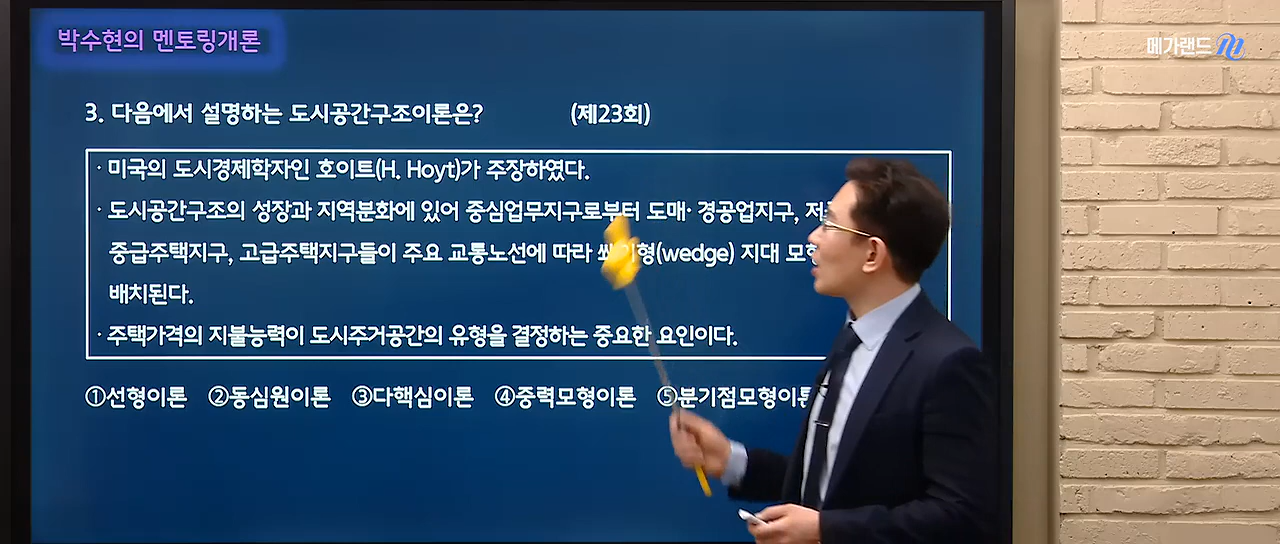 박수현의 멘토링개론
메가랜드
3. 다음에서 설명하는 도시공간구조이론은? (제23회)
· 미국의 도시경제학자인 호이트(H. Hoyt)가 주장하였다.
· 도시공간구조의 성장과 지역분화에 있어 중심업무지구로부터 도매· 경공업지구,
중급주택지구, 고급주택지구들이 주요 교통노선에 따라 지대
배치된다.
· 주택가격의 지불능력이 도시주거공간의 유형을 결정하는 중요한 요인이다.
①선형이론 ②동심원이론 ③다핵심이론 ④중력모형이론 ⑤분기점모형이론